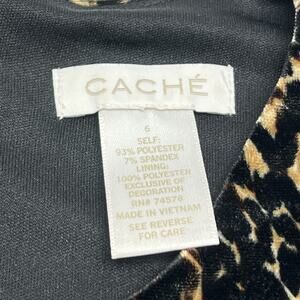 CACHÉ
6
SELF:
93% POLYESTER
7% SPANDEX
LINING:
100% POLYESTER
EXCLUSIVE OF
DECORATION
RN# 74578
MADE IN VIETNAM
SEE REVERSE
FOR CARE